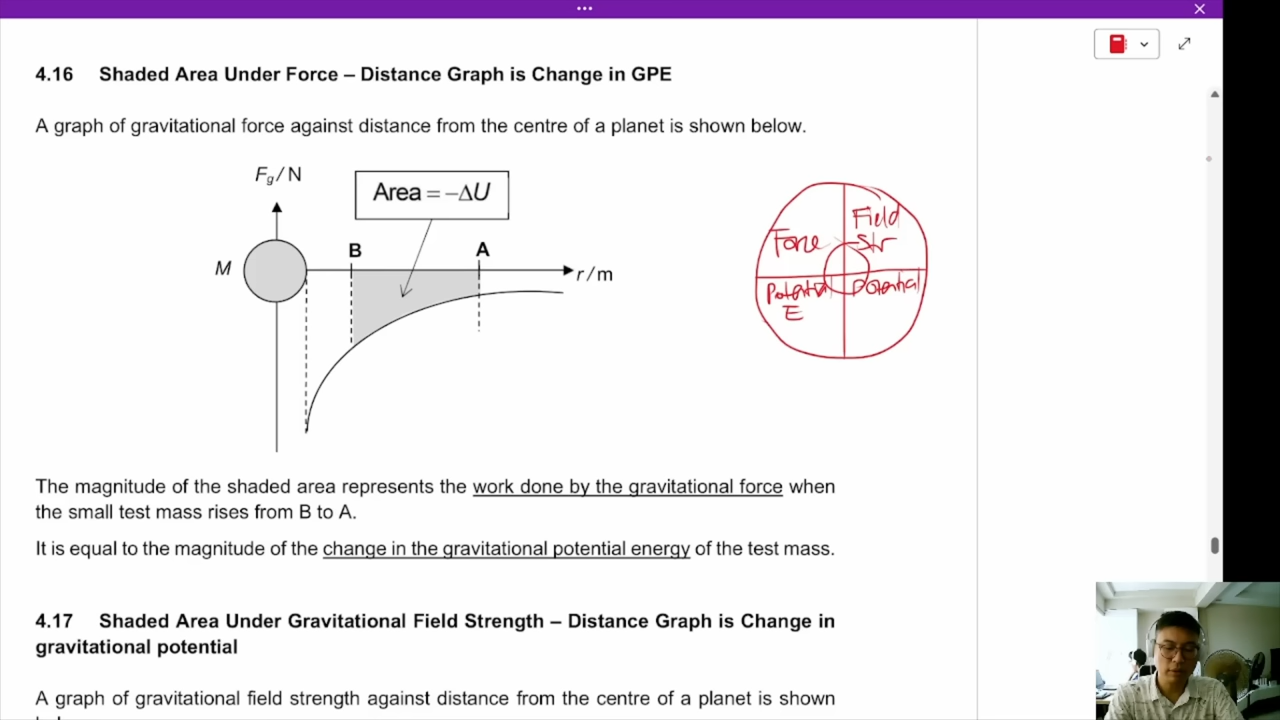 4.16 Shaded Area Under Force – Distance Graph is Change in GPE
A graph of gravitational force against distance from the centre of a planet is shown below.
F_g / N
Area = −ΔU
B
A
M
r / m
Force
Field
Str
Potential
E
Potential
The magnitude of the shaded area represents the work done by the gravitational force when
the small test mass rises from B to A.
It is equal to the magnitude of the change in the gravitational potential energy of the test mass.
4.17 Shaded Area Under Gravitational Field Strength – Distance Graph is Change in
gravitational potential
A graph of gravitational field strength against distance from the centre of a planet is shown